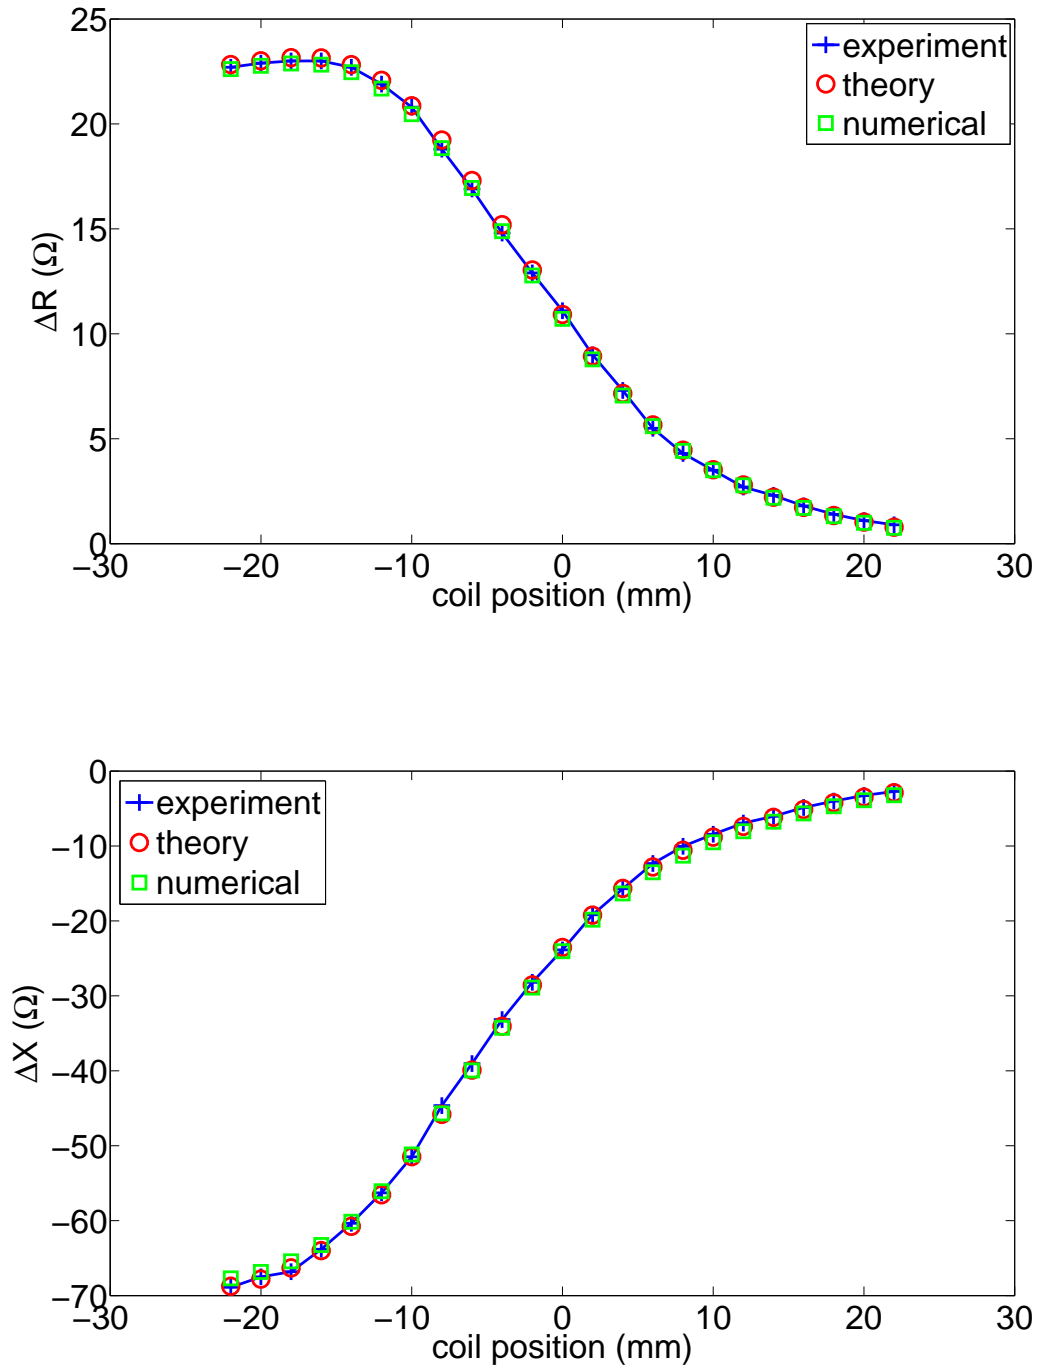 25
20
15
10
5
0
ΔR (Ω)
experiment
theory
numerical
−30 −20 −10 0 10 20 30
coil position (mm)
0
−10
−20
−30
−40
−50
−60
−70
ΔX (Ω)
experiment
theory
numerical
−30 −20 −10 0 10 20 30
coil position (mm)